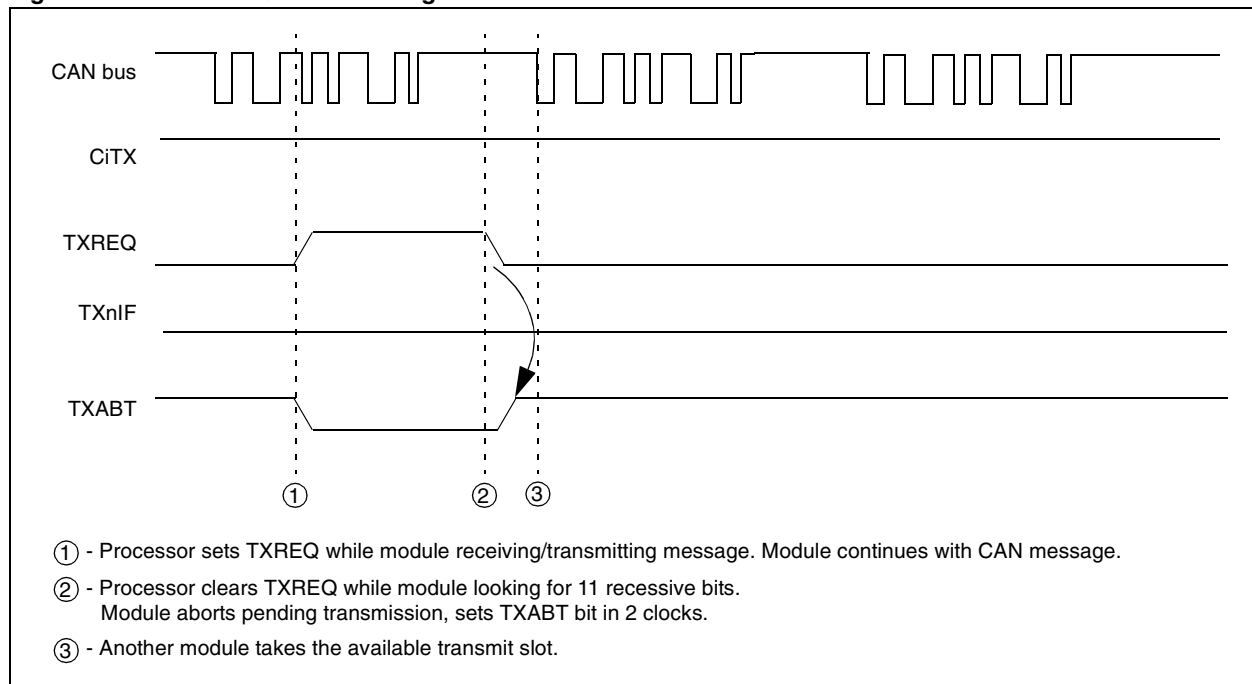 CAN bus
CiTX
TXREQ
TXnIF
TXABT
1 2 3
1 - Processor sets TXREQ while module receiving/transmitting message. Module continues with CAN message.
2 - Processor clears TXREQ while module looking for 11 recessive bits.
Module aborts pending transmission, sets TXABT bit in 2 clocks.
3 - Another module takes the available transmit slot.